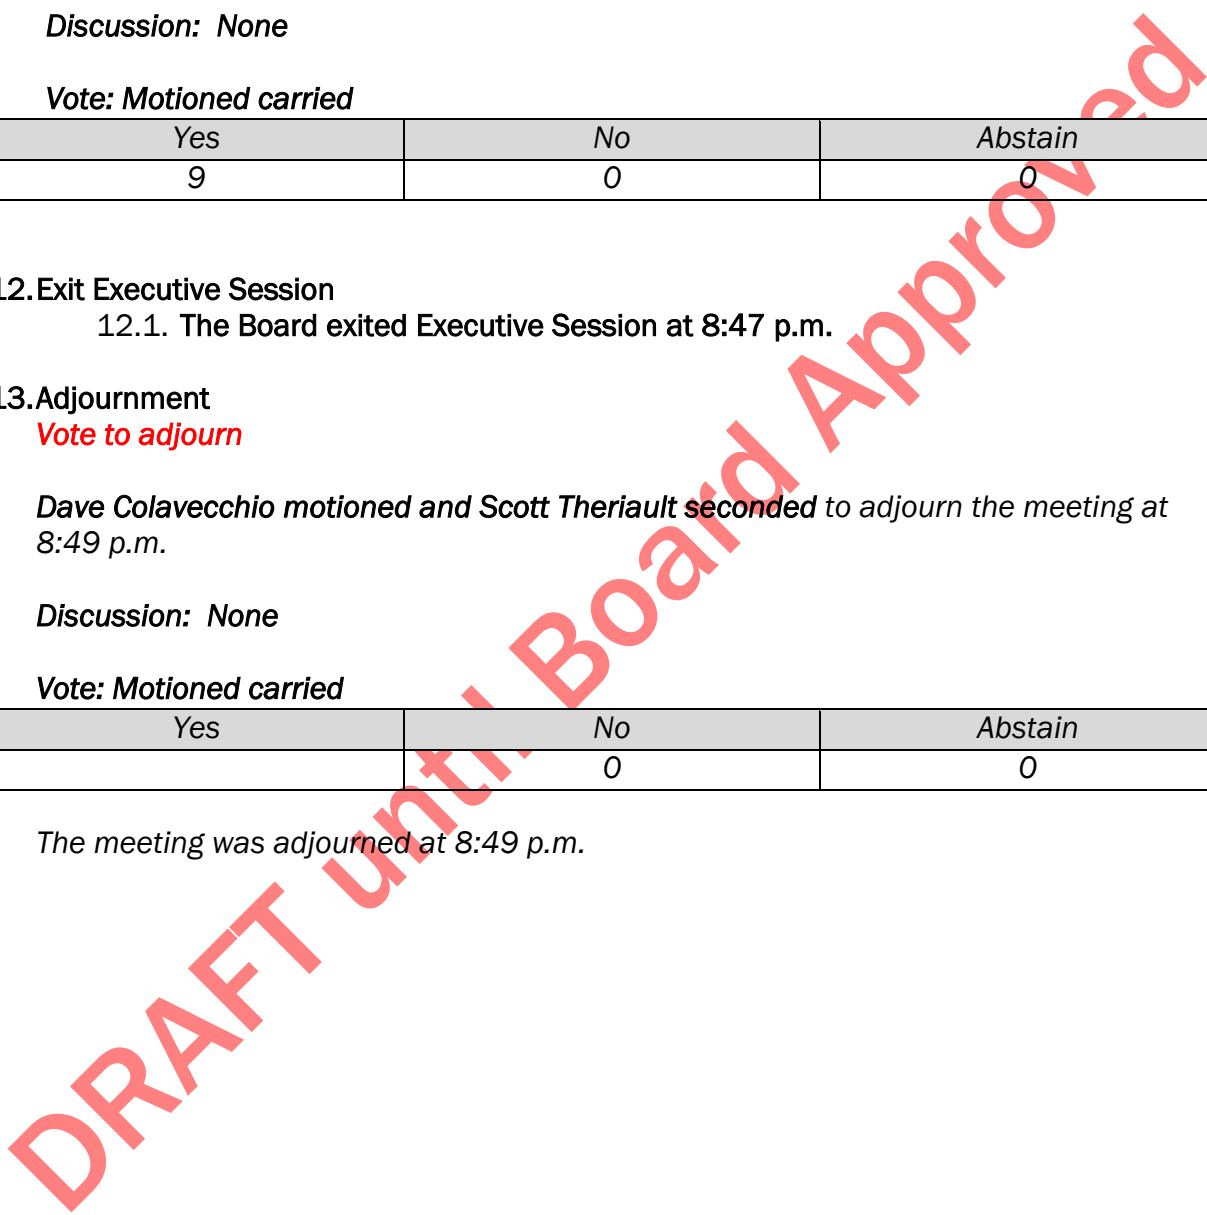 Discussion: None
Vote: Motioned carried
Yes No Abstain
9 0 0
12. Exit Executive Session
12.1. The Board exited Executive Session at 8:47 p.m.
13. Adjournment
Vote to adjourn
Dave Colavecchio motioned and Scott Theriault seconded to adjourn the meeting at
8:49 p.m.
Discussion: None
Vote: Motioned carried
Yes No Abstain
0 0
The meeting was adjourned at 8:49 p.m.
DRAFT until Board Approved